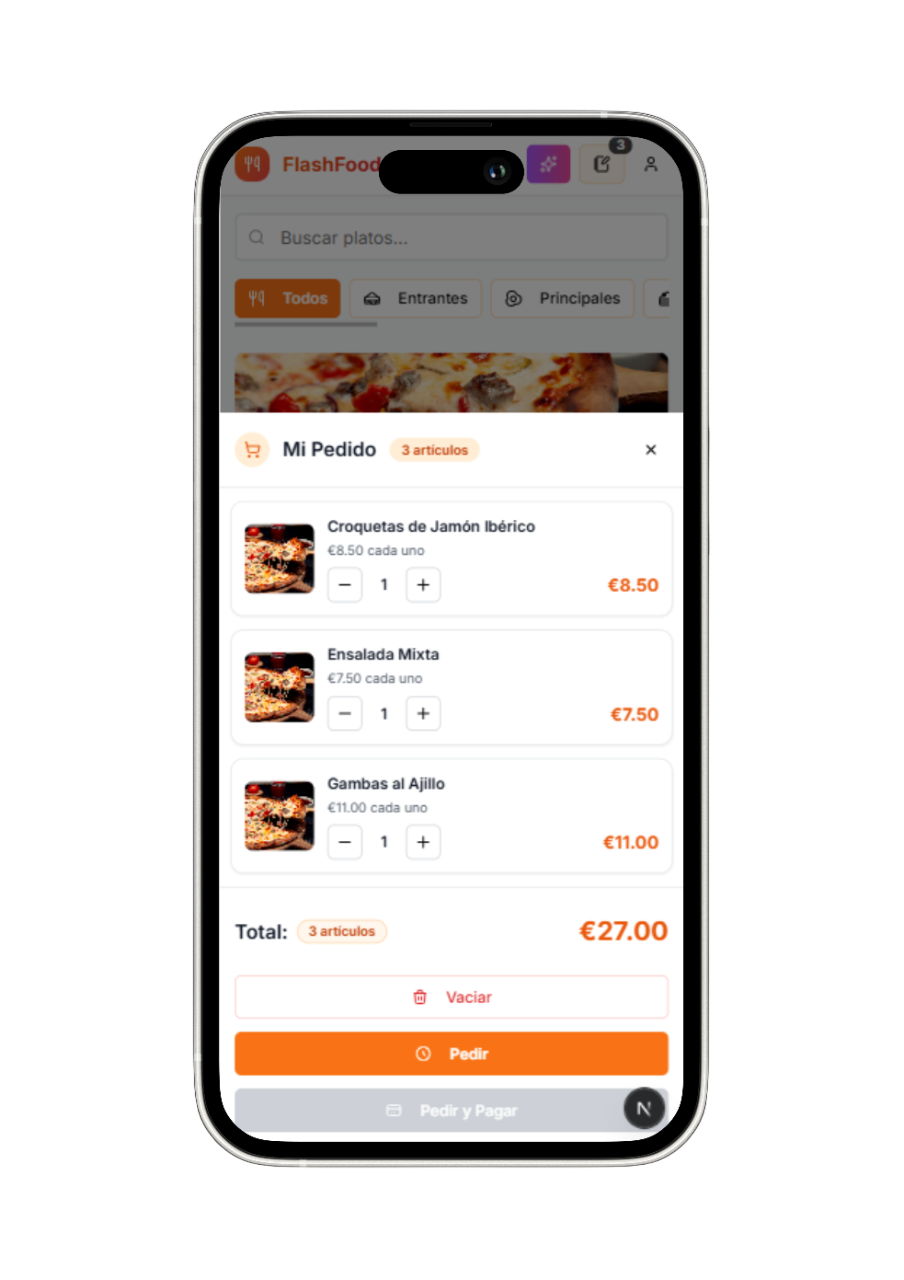 FlashFood
3
Buscar platos...
Todos
Entrantes
Principales
Mi Pedido
3 artículos
Croquetas de Jamón Ibérico
€8.50 cada uno
1
€8.50
Ensalada Mixta
€7.50 cada uno
1
€7.50
Gambas al Ajillo
€11.00 cada uno
1
€11.00
Total:
3 artículos
€27.00
Vaciar
Pedir
Pedir y Pagar
N